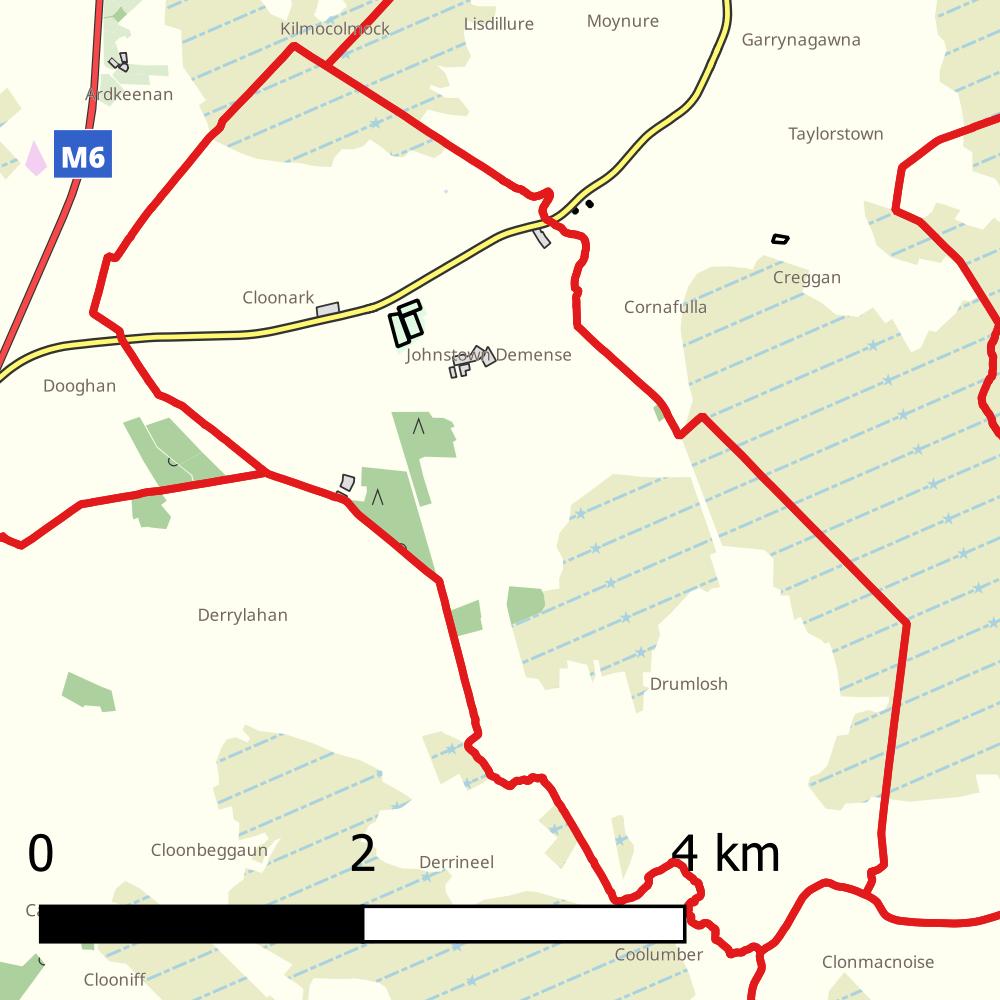 Kilmocolmock
Lisdillure
Moynure
Garrynagawna
Ardkeenan
Taylorstown
M6
Creggan
Cloonark
Cornafulla
Johnstown Demense
Dooghan
Derrylahan
Drumlosh
0 2 4 km
Cloonbeggaun
Derrineel
Coolumber
Clonmacnoise
Clooniff